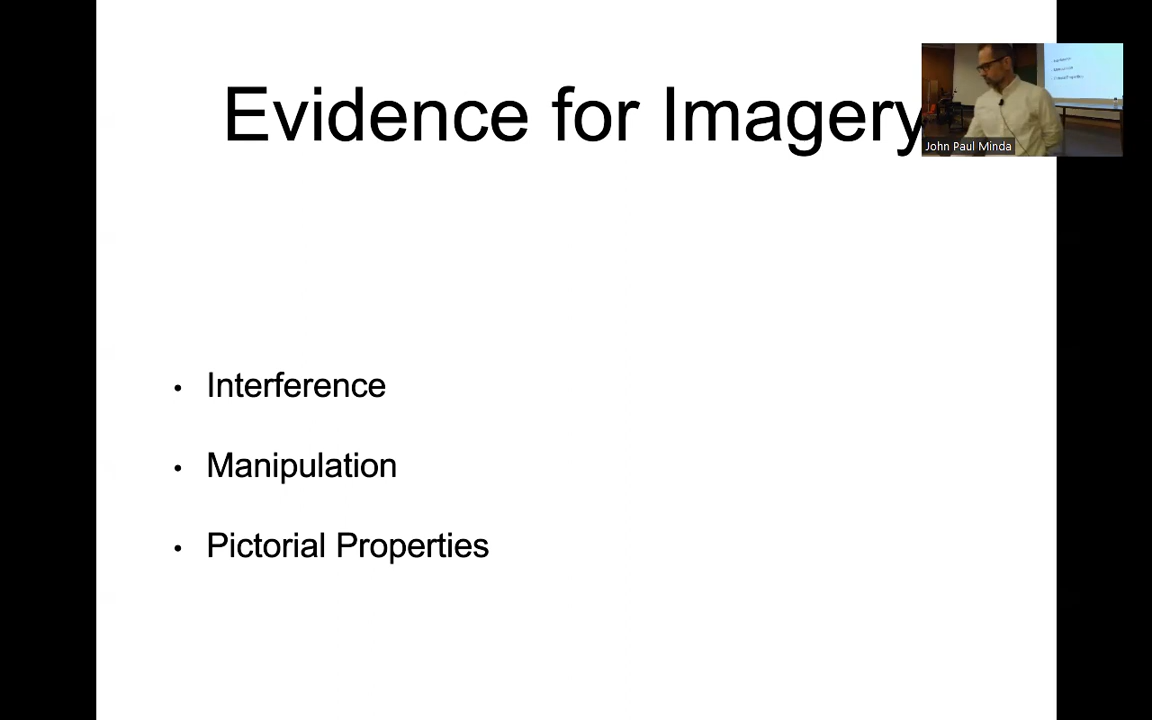 Evidence for Imagery
John Paul Minda
• Interference
• Manipulation
• Pictorial Properties